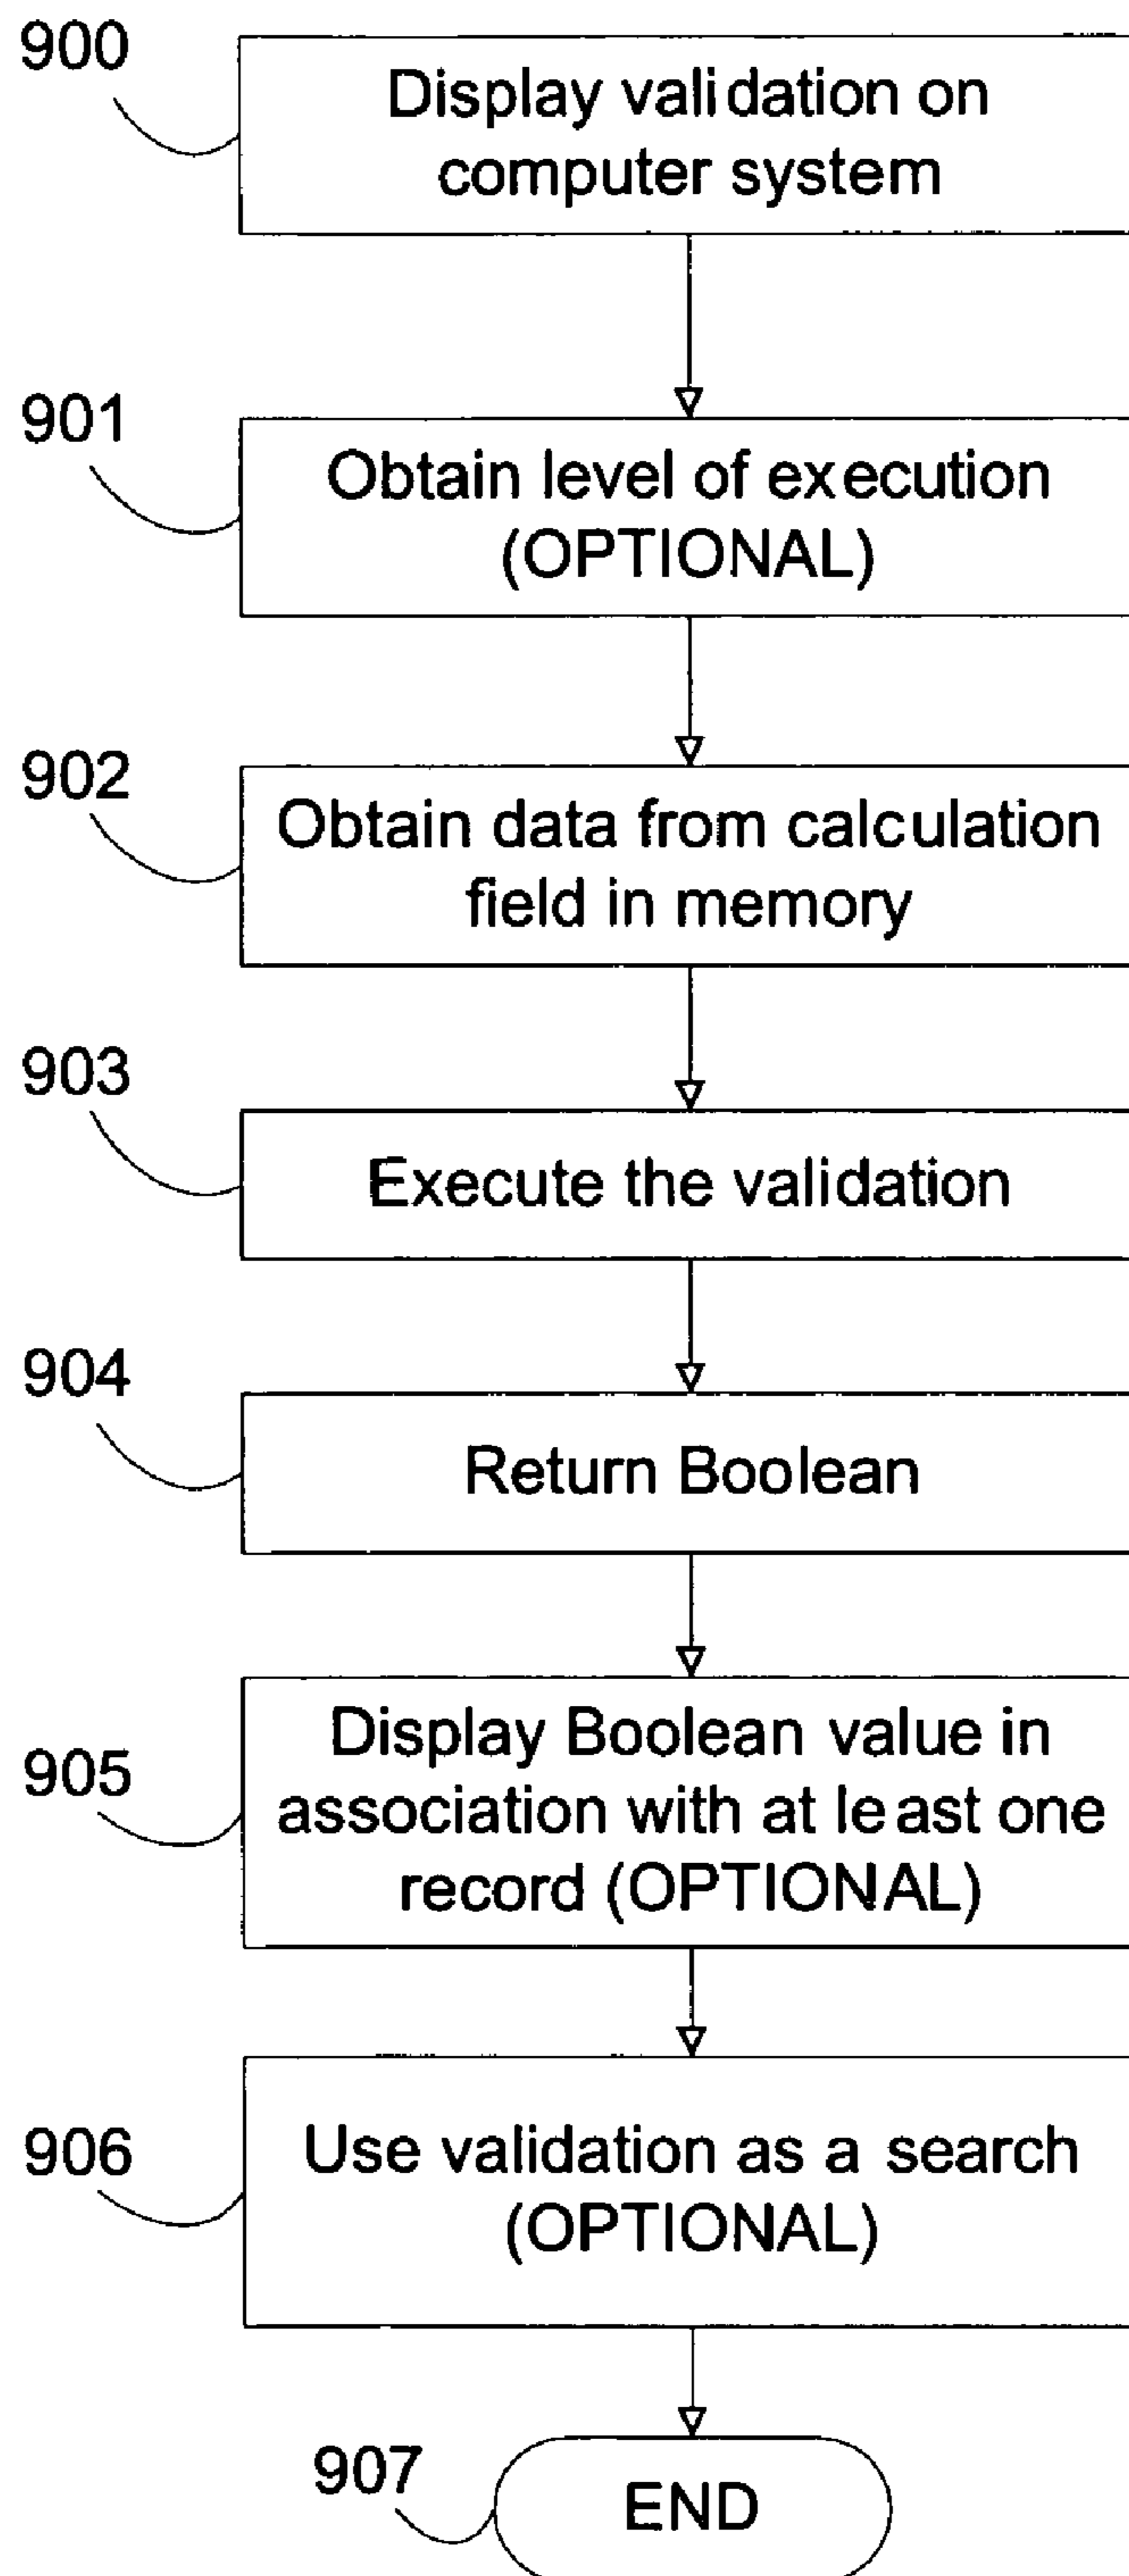 900
Display validation on
computer system
901
Obtain level of execution
(OPTIONAL)
902
Obtain data from calculation
field in memory
903
Execute the validation
904
Return Boolean
905
Display Boolean value in
association with at least one
record (OPTIONAL)
906
Use validation as a search
(OPTIONAL)
907
END